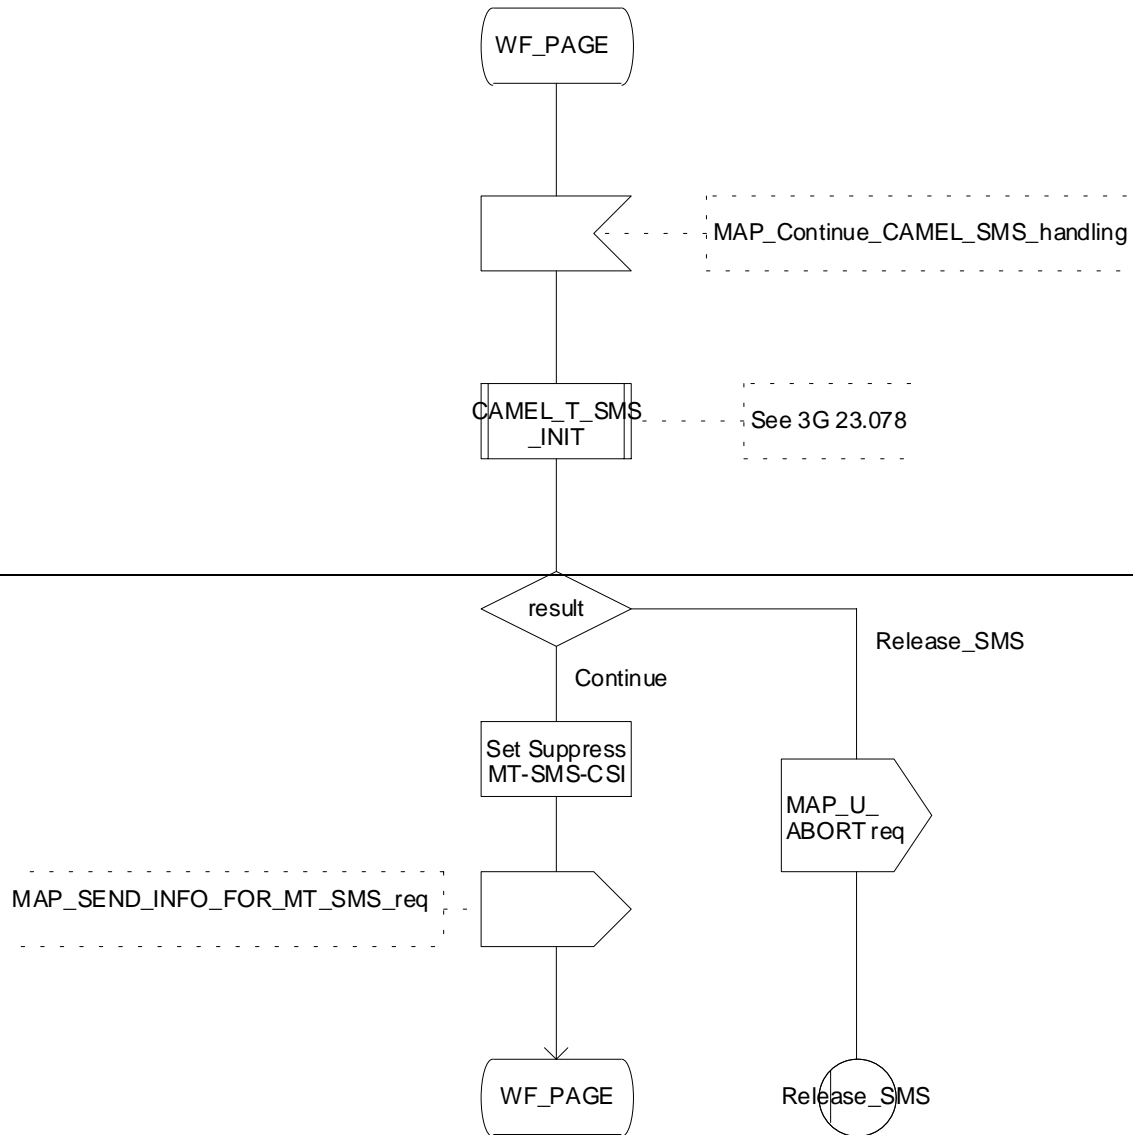 WF_PAGE
MAP_Continue_CAMEL_SMS_handling
CAMEL_T_SMS
_INIT
See 3G 23.078
result
Release_SMS
Continue
Set Suppress
MT-SMS-CSI
MAP_U_
ABORT req
MAP_SEND_INFO_FOR_MT_SMS_req
WF_PAGE
Release_SMS